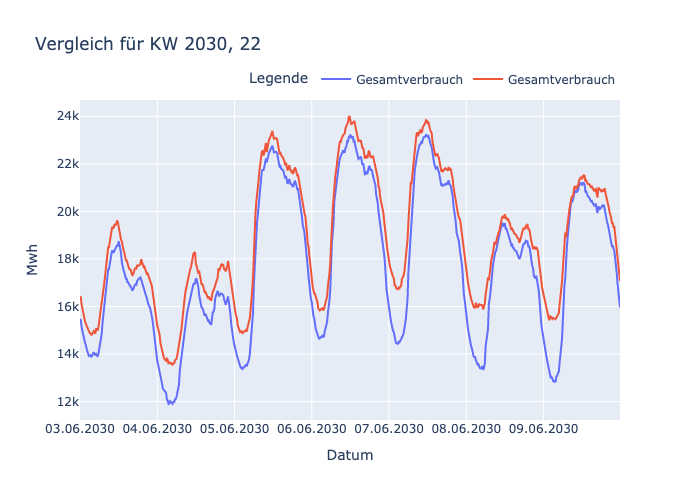 Vergleich für KW 2030, 22
Legende Gesamtverbrauch Gesamtverbrauch
24k
22k
20k
18k
16k
14k
12k
Mwh
03.06.2030 04.06.2030 05.06.2030 06.06.2030 07.06.2030 08.06.2030 09.06.2030
Datum